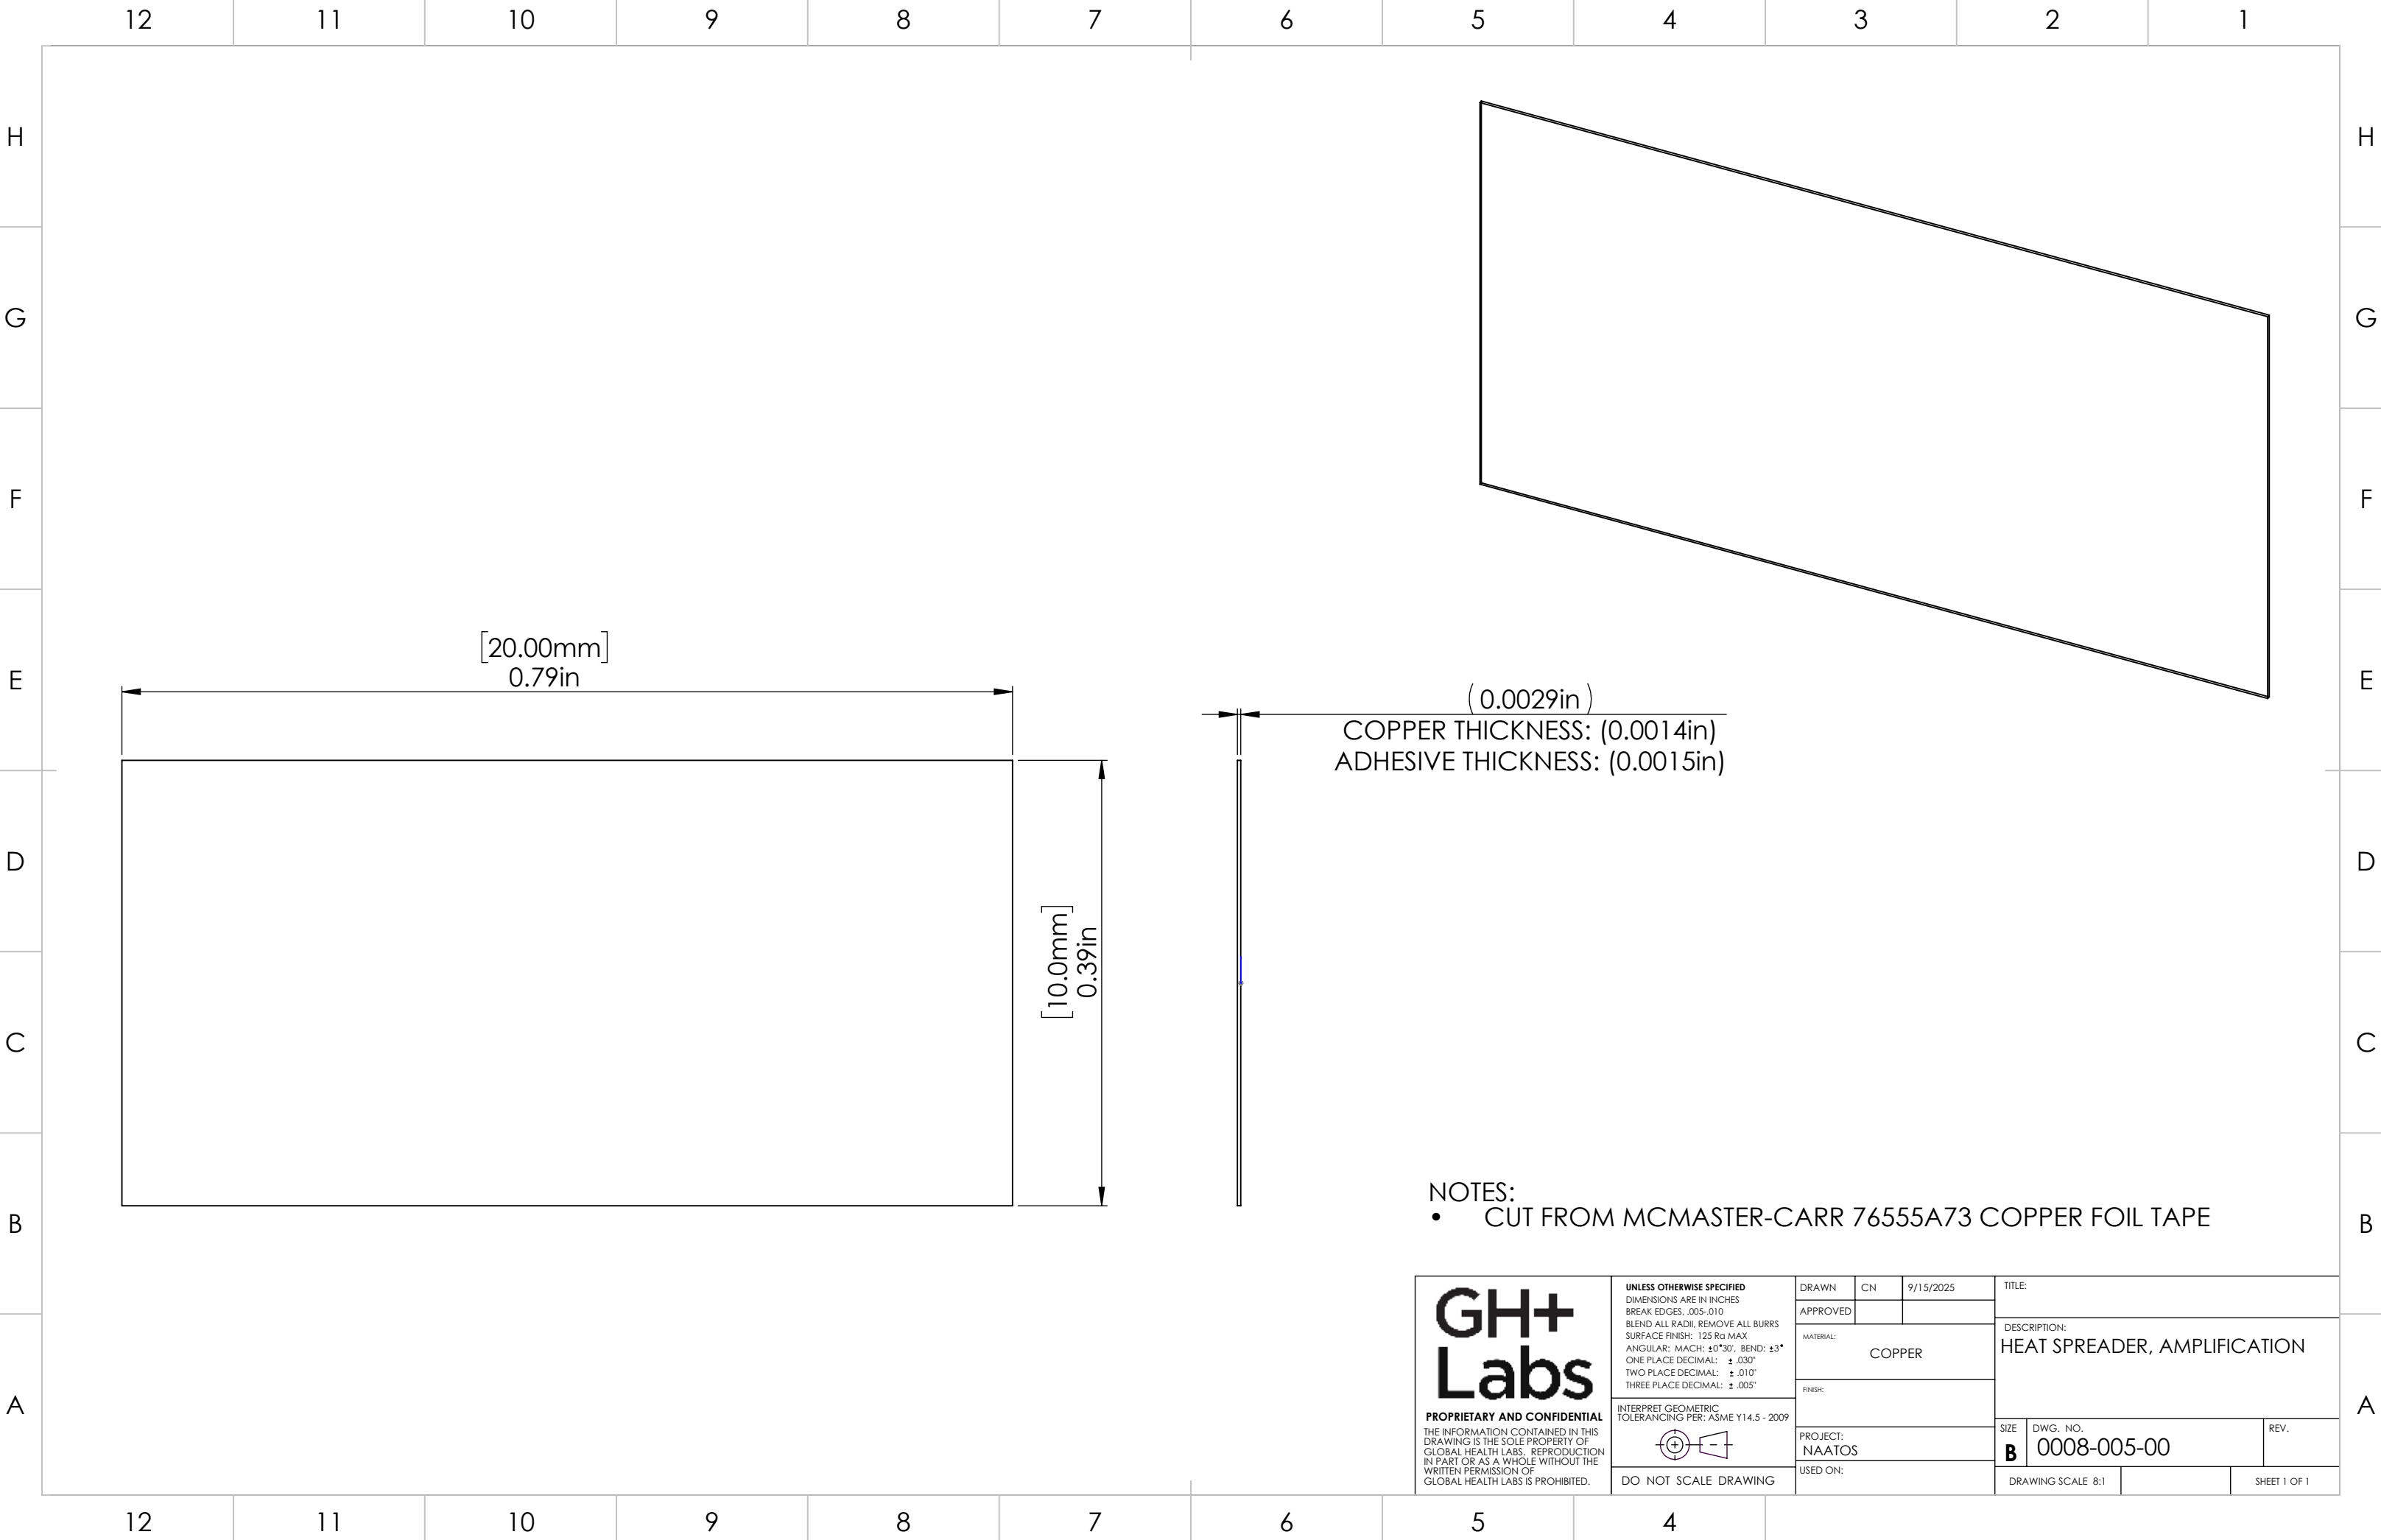 12 11 10 9 8 7 6 5 4 3 2 1
H H
G G
F F
E E
D D
C C
B B
A A
[20.00mm]
0.79in
[10.0mm]
0.39in
(0.0029in)
COPPER THICKNESS: (0.0014in)
ADHESIVE THICKNESS: (0.0015in)
NOTES:
• CUT FROM MCMASTER-CARR 76555A73 COPPER FOIL TAPE
GH+
Labs
PROPRIETARY AND CONFIDENTIAL
THE INFORMATION CONTAINED IN THIS
DRAWING IS THE SOLE PROPERTY OF
GLOBAL HEALTH LABS. REPRODUCTION
IN PART OR AS A WHOLE WITHOUT THE
WRITTEN PERMISSION OF
GLOBAL HEALTH LABS IS PROHIBITED.
UNLESS OTHERWISE SPECIFIED
DIMENSIONS ARE IN INCHES
BREAK EDGES, .005-.010
BLEND ALL RADII, REMOVE ALL BURRS
SURFACE FINISH: 125 Ra MAX
ANGULAR: MACH: ±0°30'. BEND: ±3°
ONE PLACE DECIMAL: ± .030"
TWO PLACE DECIMAL: ± .010"
THREE PLACE DECIMAL: ± .005"
INTERPRET GEOMETRIC
TOLERANCING PER: ASME Y14.5 - 2009
DO NOT SCALE DRAWING
DRAWN CN 9/15/2025
APPROVED
MATERIAL:
COPPER
FINISH:
PROJECT:
NAATOS
USED ON:
TITLE:
DESCRIPTION:
HEAT SPREADER, AMPLIFICATION
SIZE DWG. NO. REV.
B 0008-005-00
DRAWING SCALE 8:1 SHEET 1 OF 1
12 11 10 9 8 7 6 5 4